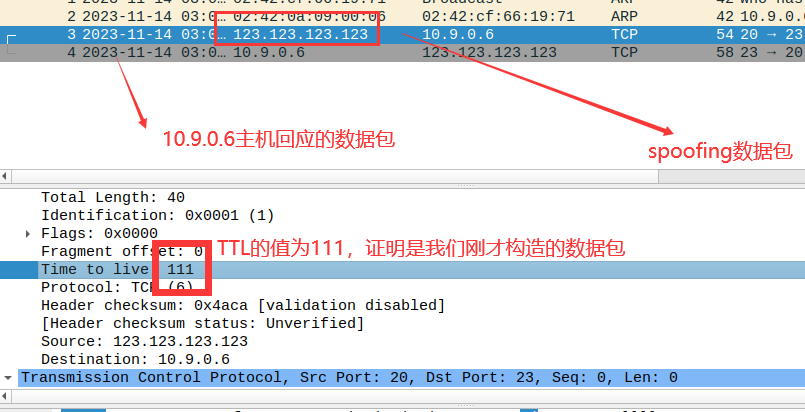 1 2023-11-14 03:0… 02:42:0a:09:00:06 Broadcast ARP 42 Who has
2 2023-11-14 03:0… 02:42:cf:66:19:71 02:42:cf:66:19:71 ARP 42 10.9.0.6
3 2023-11-14 03:0… 123.123.123.123 10.9.0.6 TCP 54 20 → 23
4 2023-11-14 03:0… 10.9.0.6 123.123.123.123 TCP 58 23 → 20
10.9.0.6主机回应的数据包
spoofing数据包
Total Length: 40
Identification: 0x0001 (1)
Flags: 0x0000
Fragment offset: 0
TTL的值为111，证明是我们刚才构造的数据包
Time to live: 111
Protocol: TCP (6)
Header checksum: 0x4aca [validation disabled]
[Header checksum status: Unverified]
Source: 123.123.123.123
Destination: 10.9.0.6
Transmission Control Protocol, Src Port: 20, Dst Port: 23, Seq: 0, Len: 0